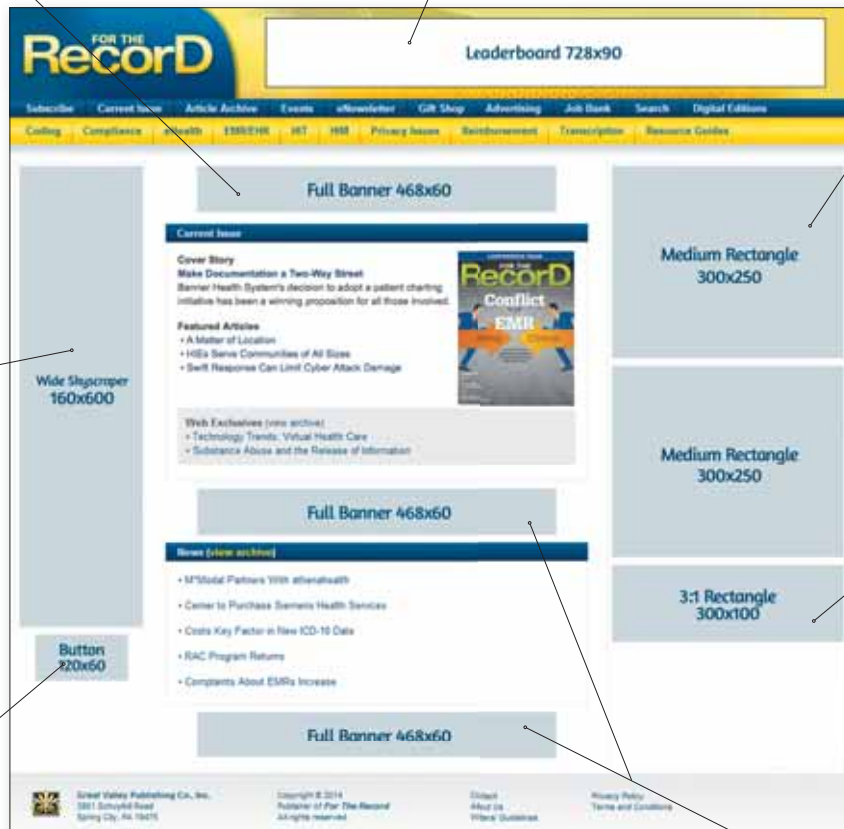 FOR THE
RecorD
Leaderboard 728x90
Subscribe Current Issue Article Archive Events eNewsletter Gift Shop Advertising Job Bank Search Digital Editions
Coding Compliance eHealth EMR/EHR HIT HIM Privacy Issues Reimbursement Transcription Resource Guides
Wide Skyscraper
160x600
Button
120x60
Full Banner 468x60
Current Issue
Cover Story
Make Documentation a Two-Way Street
Banner Health System's decision to adopt a patient charting
initiative has been a winning proposition for all those involved.
Featured Articles
• A Matter of Location
• HIEs Serve Communities of All Sizes
• Swift Response Can Limit Cyber Attack Damage
FOR THE
RecorD
Conflict
EMR
Web Exclusives (view archive)
• Technology Trends: Virtual Health Care
• Substance Abuse and the Release of Information
Full Banner 468x60
News (view archive)
• M*Modal Partners With athenahealth
• Cerner to Purchase Siemens Health Services
• Costs Key Factor in New ICD-10 Data
• RAC Program Returns
• Complaints About EMRs Increase
Full Banner 468x60
Medium Rectangle
300x250
Medium Rectangle
300x250
3:1 Rectangle
300x100
Great Valley Publishing Co., Inc.
3801 Schuylkill Road
Spring City, PA 19475
Copyright © 2014
Publisher of For The Record
All rights reserved
Contact
About Us
Writers' Guidelines
Privacy Policy
Terms and Conditions